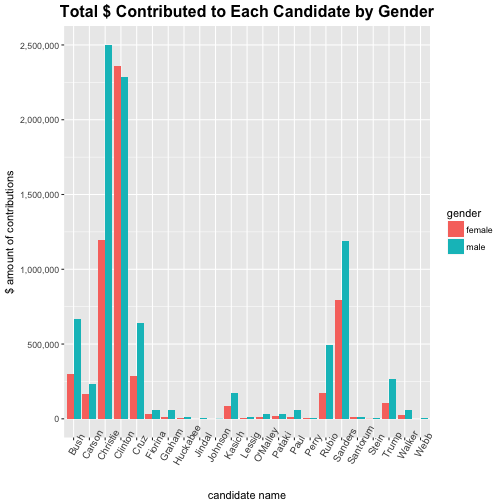 Total $ Contributed to Each Candidate by Gender
$ amount of contributions
2,500,000
2,000,000
1,500,000
1,000,000
500,000
0
Bush
Carson
Christie
Clinton
Cruz
Fiorina
Graham
Huckabee
Jindal
Johnson
Kasich
Lessig
O'Malley
Pataki
Paul
Perry
Rubio
Sanders
Santorum
Stein
Trump
Walker
Webb
candidate name
gender
female
male